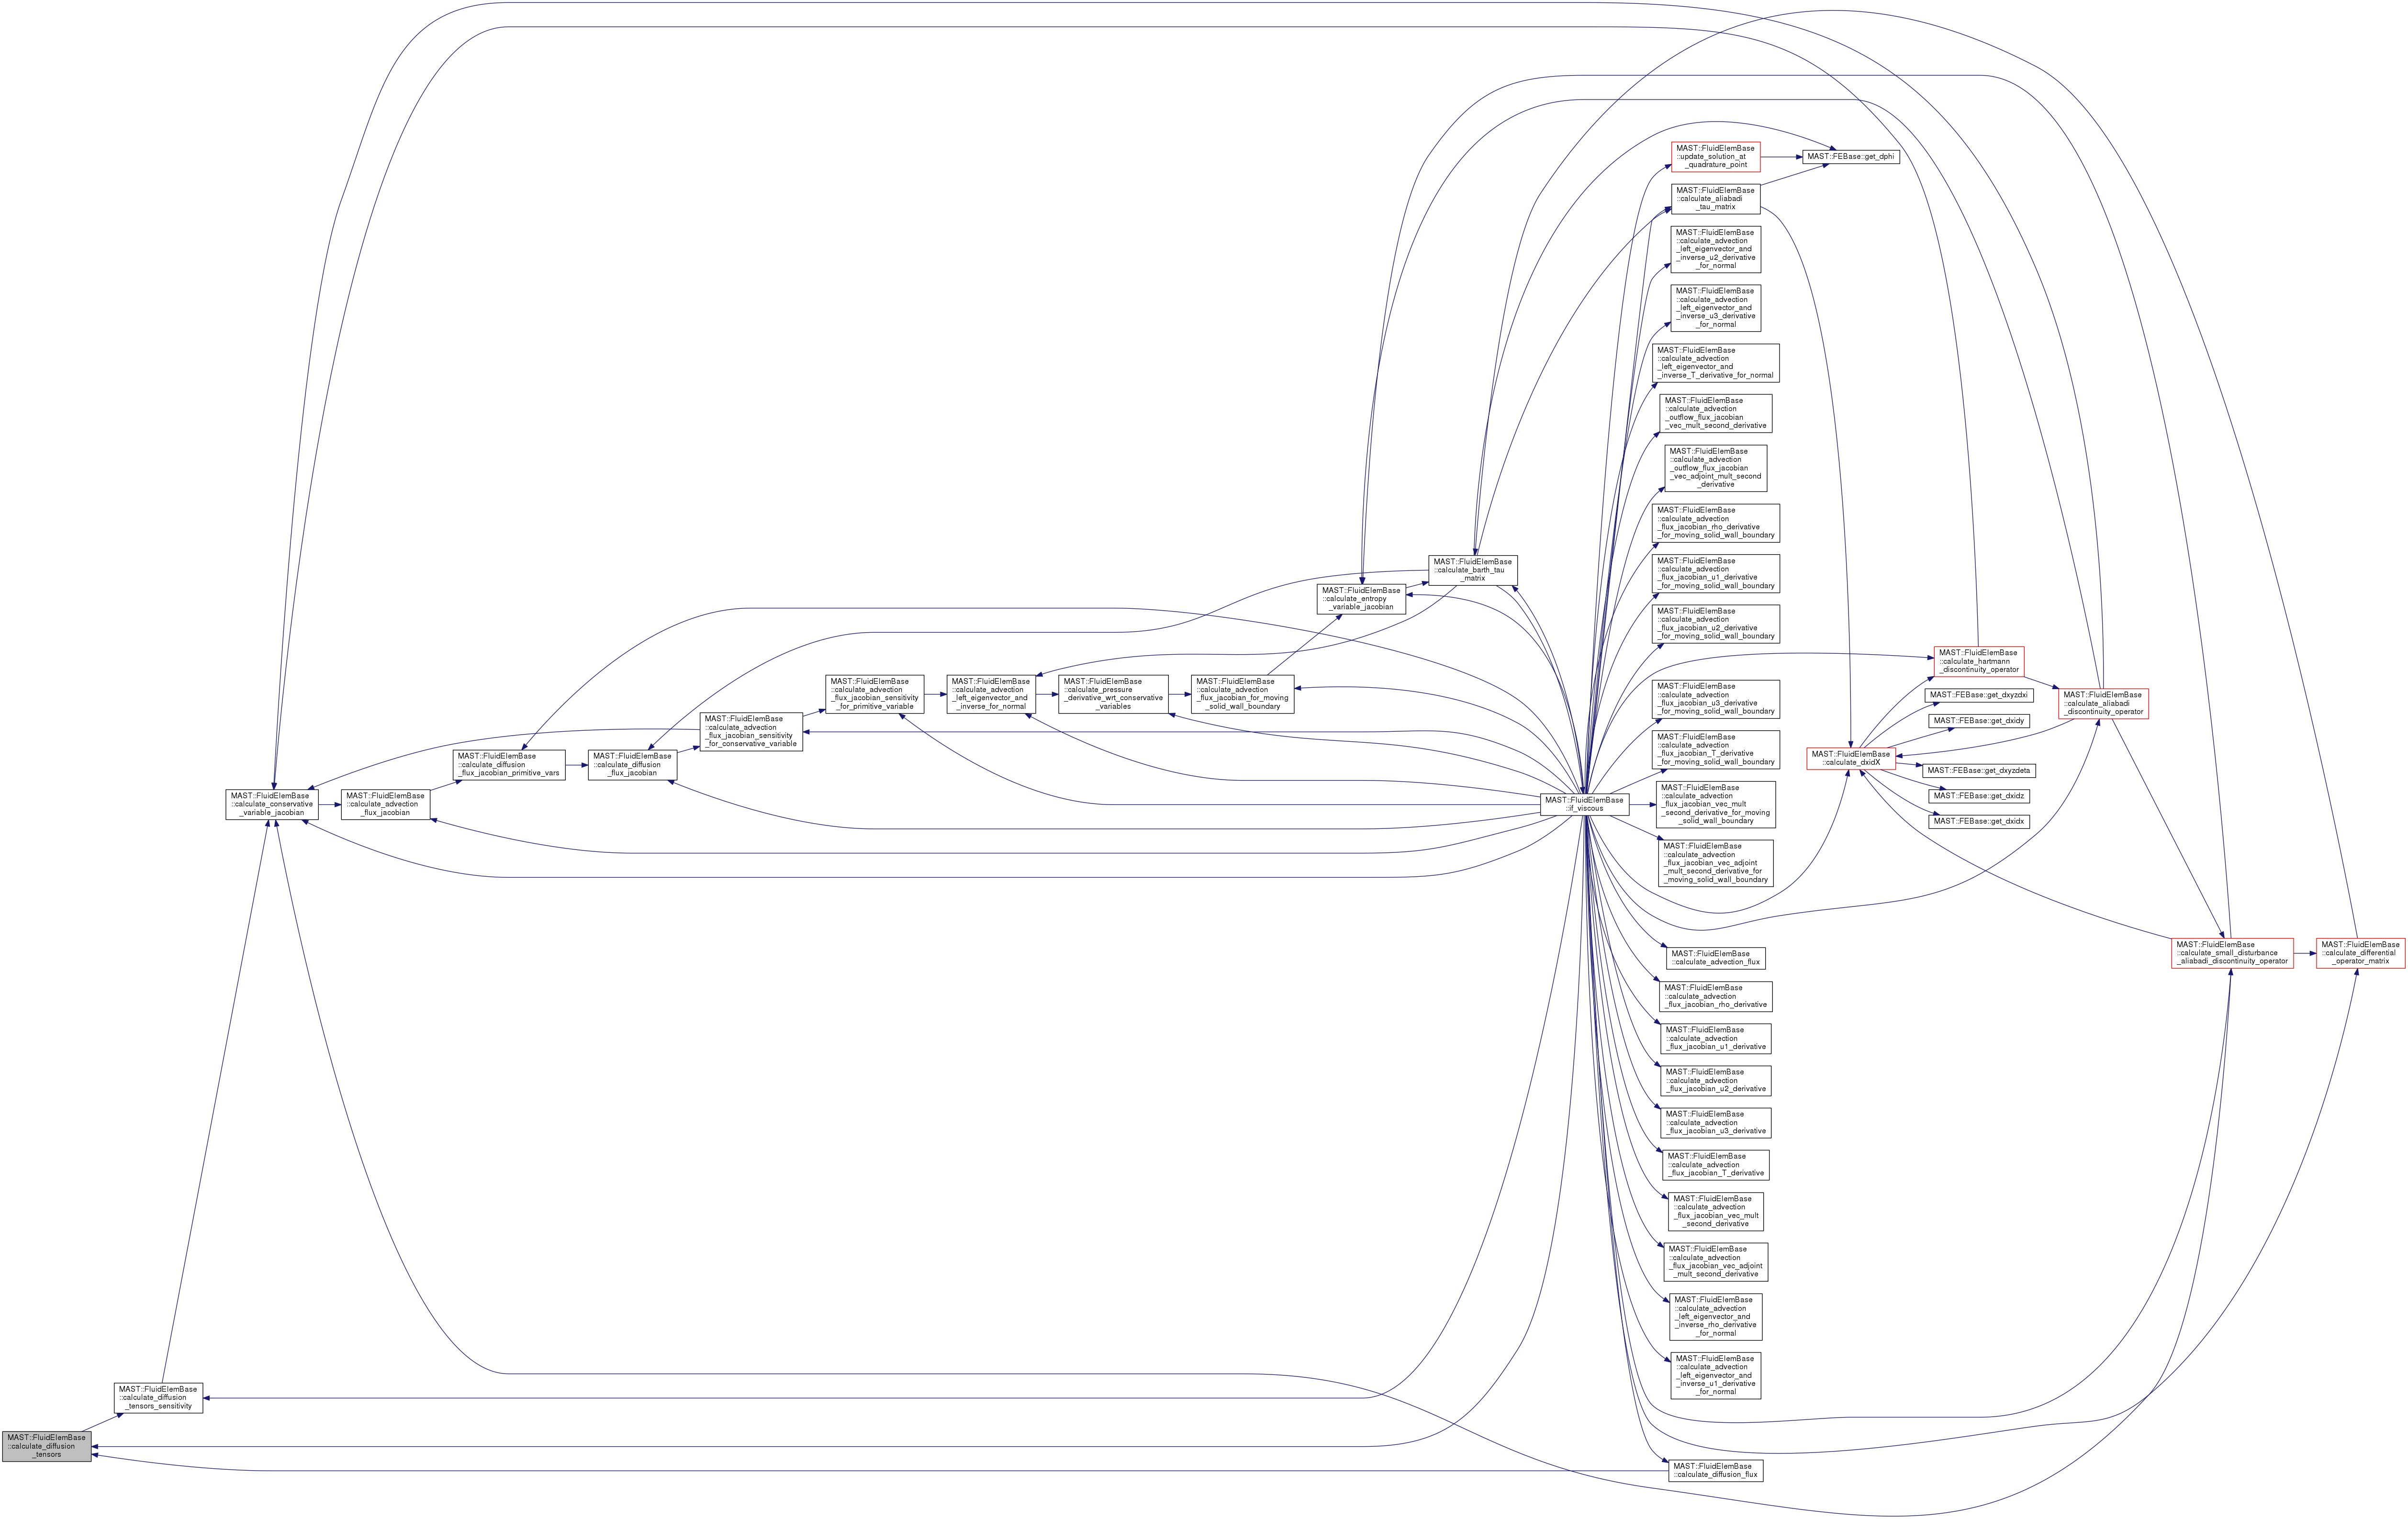 MAST::FluidElemBase
::update_solution_at
_quadrature_point
MAST::FEBase::get_dphi
MAST::FluidElemBase
::calculate_aliabadi
_tau_matrix
MAST::FluidElemBase
::calculate_advection
_left_eigenvector_and
_inverse_u2_derivative
_for_normal
MAST::FluidElemBase
::calculate_advection
_left_eigenvector_and
_inverse_u3_derivative
_for_normal
MAST::FluidElemBase
::calculate_advection
_left_eigenvector_and
_inverse_T_derivative_for_normal
MAST::FluidElemBase
::calculate_advection
_outflow_flux_jacobian
_vec_mult_second_derivative
MAST::FluidElemBase
::calculate_advection
_outflow_flux_jacobian
_vec_adjoint_mult_second
_derivative
MAST::FluidElemBase
::calculate_advection
_flux_jacobian_rho_derivative
_for_moving_solid_wall_boundary
MAST::FluidElemBase
::calculate_advection
_flux_jacobian_u1_derivative
_for_moving_solid_wall_boundary
MAST::FluidElemBase
::calculate_advection
_flux_jacobian_u2_derivative
_for_moving_solid_wall_boundary
MAST::FluidElemBase
::calculate_barth_tau
_matrix
MAST::FluidElemBase
::calculate_entropy
_variable_jacobian
MAST::FluidElemBase
::calculate_advection
_flux_jacobian_sensitivity
_for_primitive_variable
MAST::FluidElemBase
::calculate_advection
_left_eigenvector_and
_inverse_for_normal
MAST::FluidElemBase
::calculate_pressure
_derivative_wrt_conservative
_variables
MAST::FluidElemBase
::calculate_advection
_flux_jacobian_for_moving
_solid_wall_boundary
MAST::FluidElemBase
::calculate_advection
_flux_jacobian_u3_derivative
_for_moving_solid_wall_boundary
MAST::FluidElemBase
::calculate_hartmann
_discontinuity_operator
MAST::FEBase::get_dxyzdxi
MAST::FluidElemBase
::calculate_aliabadi
_discontinuity_operator
MAST::FEBase::get_dxidy
MAST::FluidElemBase
::calculate_advection
_flux_jacobian_sensitivity
_for_conservative_variable
MAST::FluidElemBase
::calculate_diffusion
_flux_jacobian_primitive_vars
MAST::FluidElemBase
::calculate_diffusion
_flux_jacobian
MAST::FluidElemBase
::calculate_advection
_flux_jacobian_T_derivative
_for_moving_solid_wall_boundary
MAST::FluidElemBase
::calculate_dxidX
MAST::FEBase::get_dxyzdeta
MAST::FEBase::get_dxidz
MAST::FEBase::get_dxidx
MAST::FluidElemBase
::calculate_conservative
_variable_jacobian
MAST::FluidElemBase
::calculate_advection
_flux_jacobian
MAST::FluidElemBase
::if_viscous
MAST::FluidElemBase
::calculate_advection
_flux_jacobian_vec_mult
_second_derivative_for_moving
_solid_wall_boundary
MAST::FluidElemBase
::calculate_advection
_flux_jacobian_vec_adjoint
_mult_second_derivative_for
_moving_solid_wall_boundary
MAST::FluidElemBase
::calculate_advection_flux
MAST::FluidElemBase
::calculate_small_disturbance
_aliabadi_discontinuity_operator
MAST::FluidElemBase
::calculate_differential
_operator_matrix
MAST::FluidElemBase
::calculate_advection
_flux_jacobian_rho_derivative
MAST::FluidElemBase
::calculate_advection
_flux_jacobian_u1_derivative
MAST::FluidElemBase
::calculate_advection
_flux_jacobian_u2_derivative
MAST::FluidElemBase
::calculate_advection
_flux_jacobian_u3_derivative
MAST::FluidElemBase
::calculate_advection
_flux_jacobian_T_derivative
MAST::FluidElemBase
::calculate_advection
_flux_jacobian_vec_mult
_second_derivative
MAST::FluidElemBase
::calculate_advection
_flux_jacobian_vec_adjoint
_mult_second_derivative
MAST::FluidElemBase
::calculate_advection
_left_eigenvector_and
_inverse_rho_derivative
_for_normal
MAST::FluidElemBase
::calculate_advection
_left_eigenvector_and
_inverse_u1_derivative
_for_normal
MAST::FluidElemBase
::calculate_diffusion
_tensors_sensitivity
MAST::FluidElemBase
::calculate_diffusion
_tensors
MAST::FluidElemBase
::calculate_diffusion_flux